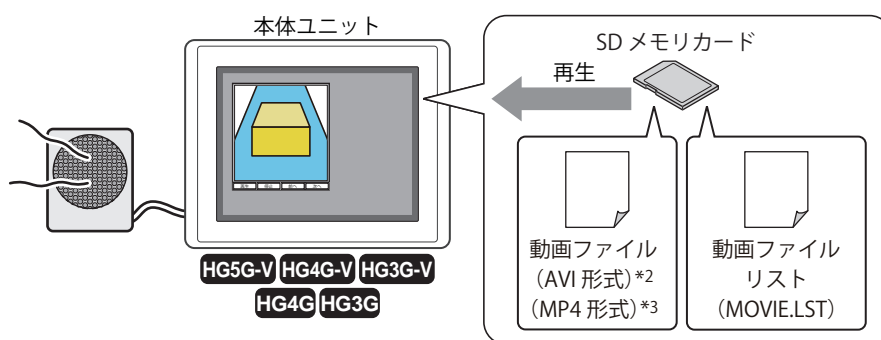 本体ユニット
SD メモリカード
再生
HG5G-V HG4G-V HG3G-V
HG4G HG3G
動画ファイル
（AVI 形式）*2
（MP4 形式）*3
動画ファイル
リスト
（MOVIE.LST）